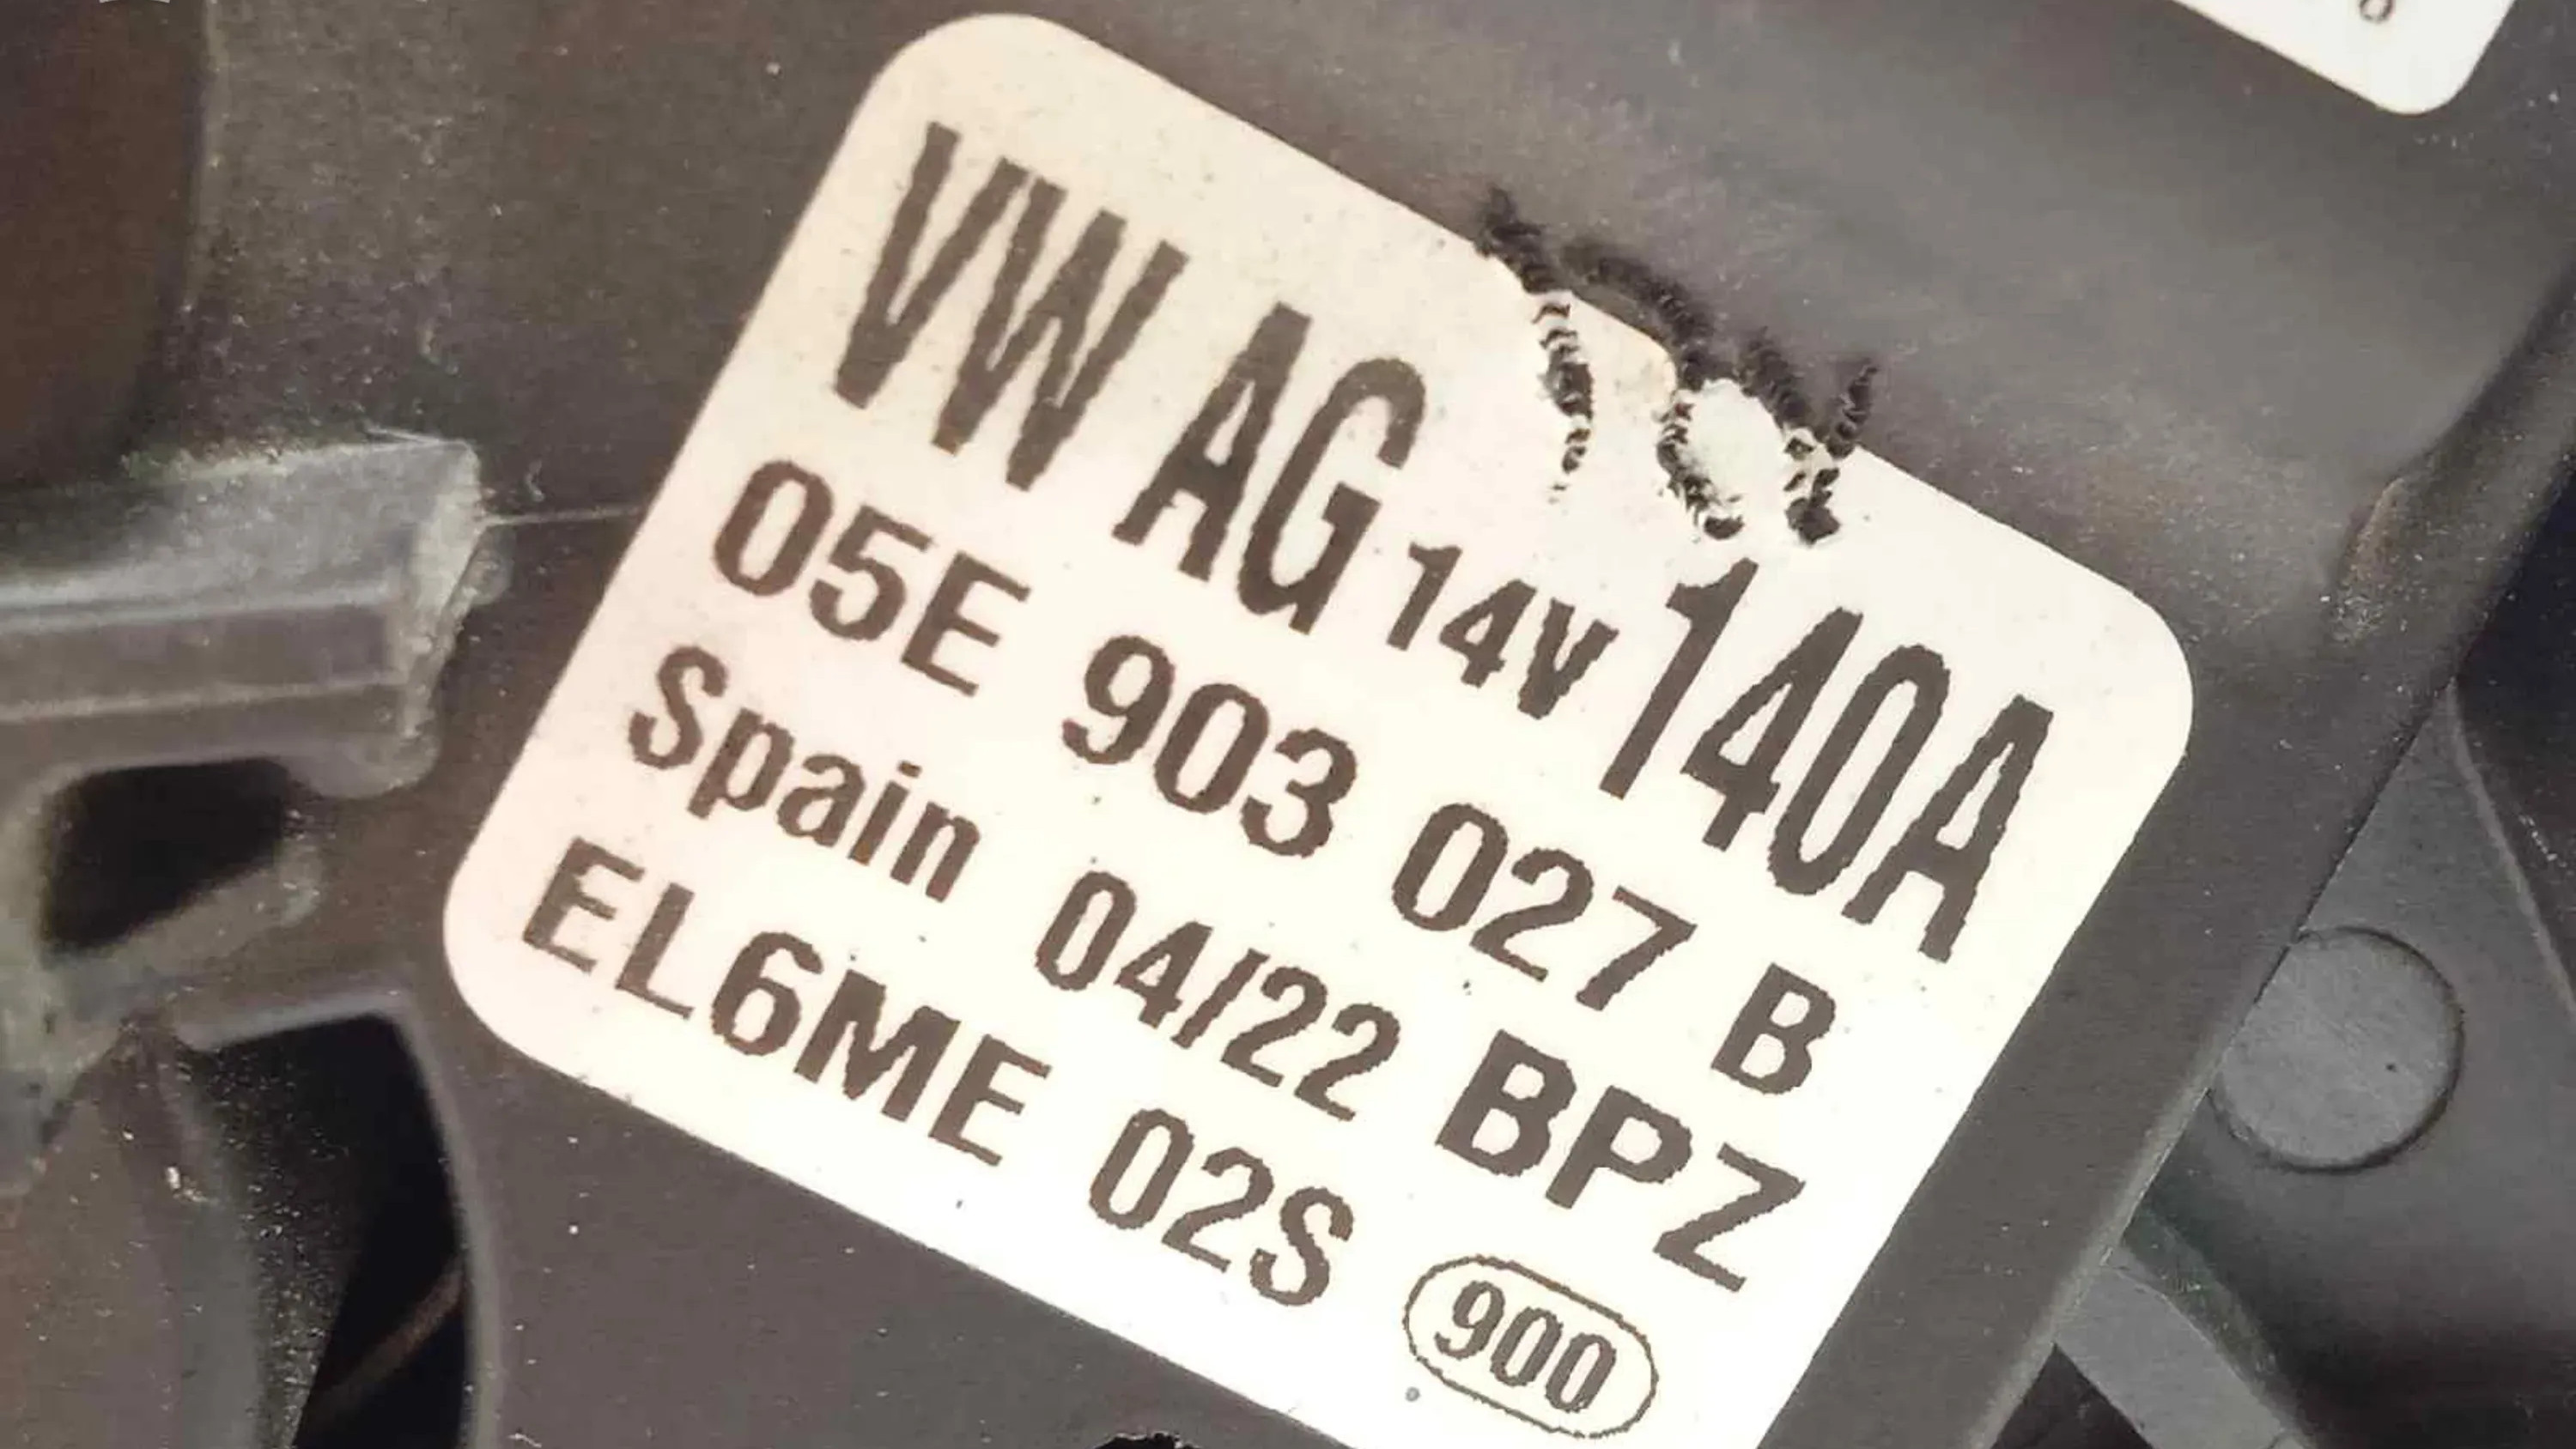 VW AG 14V 140A
05E 903 027 B
Spain 04/22 BPZ
EL6ME 02S 900